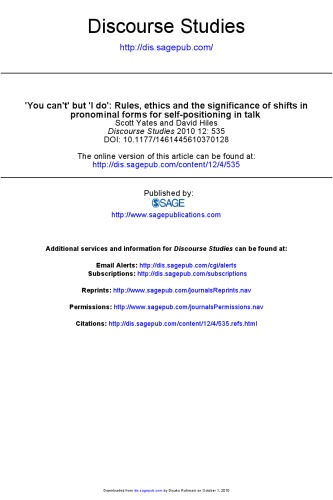 Discourse Studies
http://dis.sagepub.com/
'You can't' but 'I do': Rules, ethics and the significance of shifts in
pronominal forms for self-positioning in talk
Scott Yates and David Hiles
Discourse Studies 2010 12: 535
DOI: 10.1177/1461445610370128
The online version of this article can be found at:
http://dis.sagepub.com/content/12/4/535
Published by:
SAGE
http://www.sagepublications.com
Additional services and information for Discourse Studies can be found at:
Email Alerts: http://dis.sagepub.com/cgi/alerts
Subscriptions: http://dis.sagepub.com/subscriptions
Reprints: http://www.sagepub.com/journalsReprints.nav
Permissions: http://www.sagepub.com/journalsPermissions.nav
Citations: http://dis.sagepub.com/content/12/4/535.refs.html
Downloaded from dis.sagepub.com by Diyako Rahmani on October 1, 2010